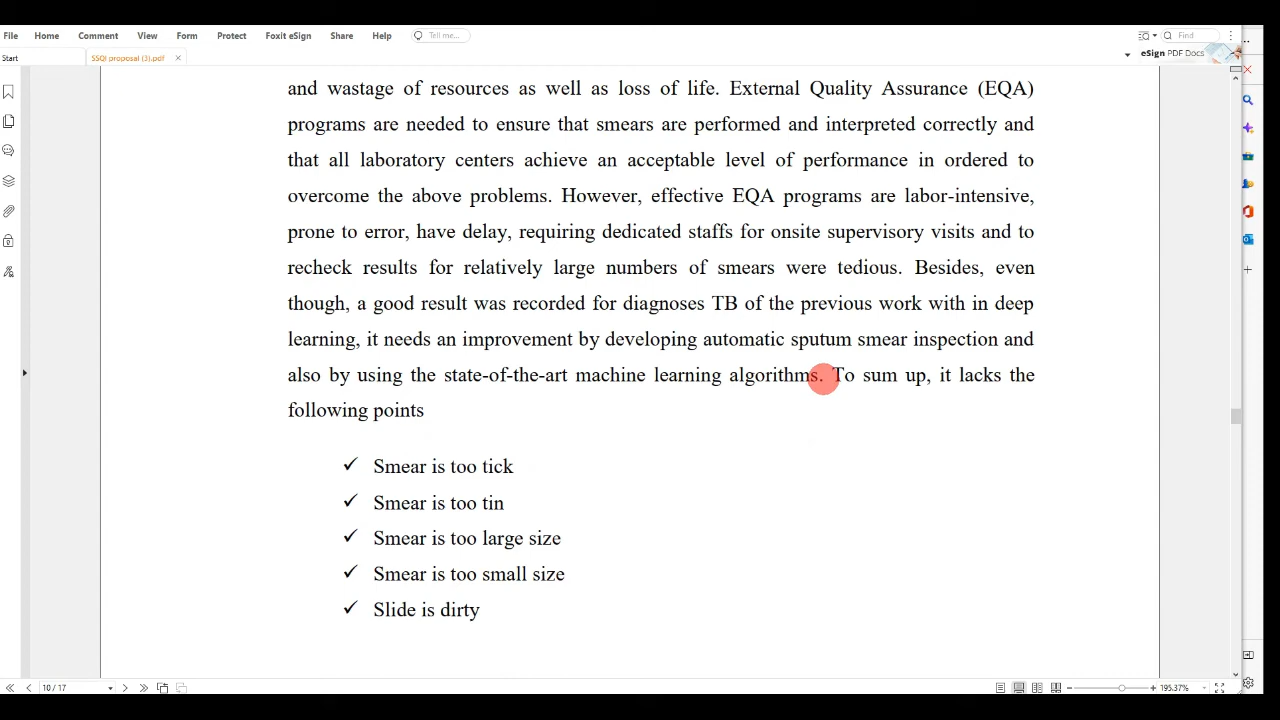 File Home Comment View Form Protect Foxit eSign Share Help Tell me... Find
Start SSQI proposal (3).pdf eSign PDF Docs
and wastage of resources as well as loss of life. External Quality Assurance (EQA)
programs are needed to ensure that smears are performed and interpreted correctly and
that all laboratory centers achieve an acceptable level of performance in ordered to
overcome the above problems. However, effective EQA programs are labor-intensive,
prone to error, have delay, requiring dedicated staffs for onsite supervisory visits and to
recheck results for relatively large numbers of smears were tedious. Besides, even
though, a good result was recorded for diagnoses TB of the previous work with in deep
learning, it needs an improvement by developing automatic sputum smear inspection and
also by using the state-of-the-art machine learning algorithms. To sum up, it lacks the
following points
✓ Smear is too tick
✓ Smear is too tin
✓ Smear is too large size
✓ Smear is too small size
✓ Slide is dirty
10 / 17 195.37%